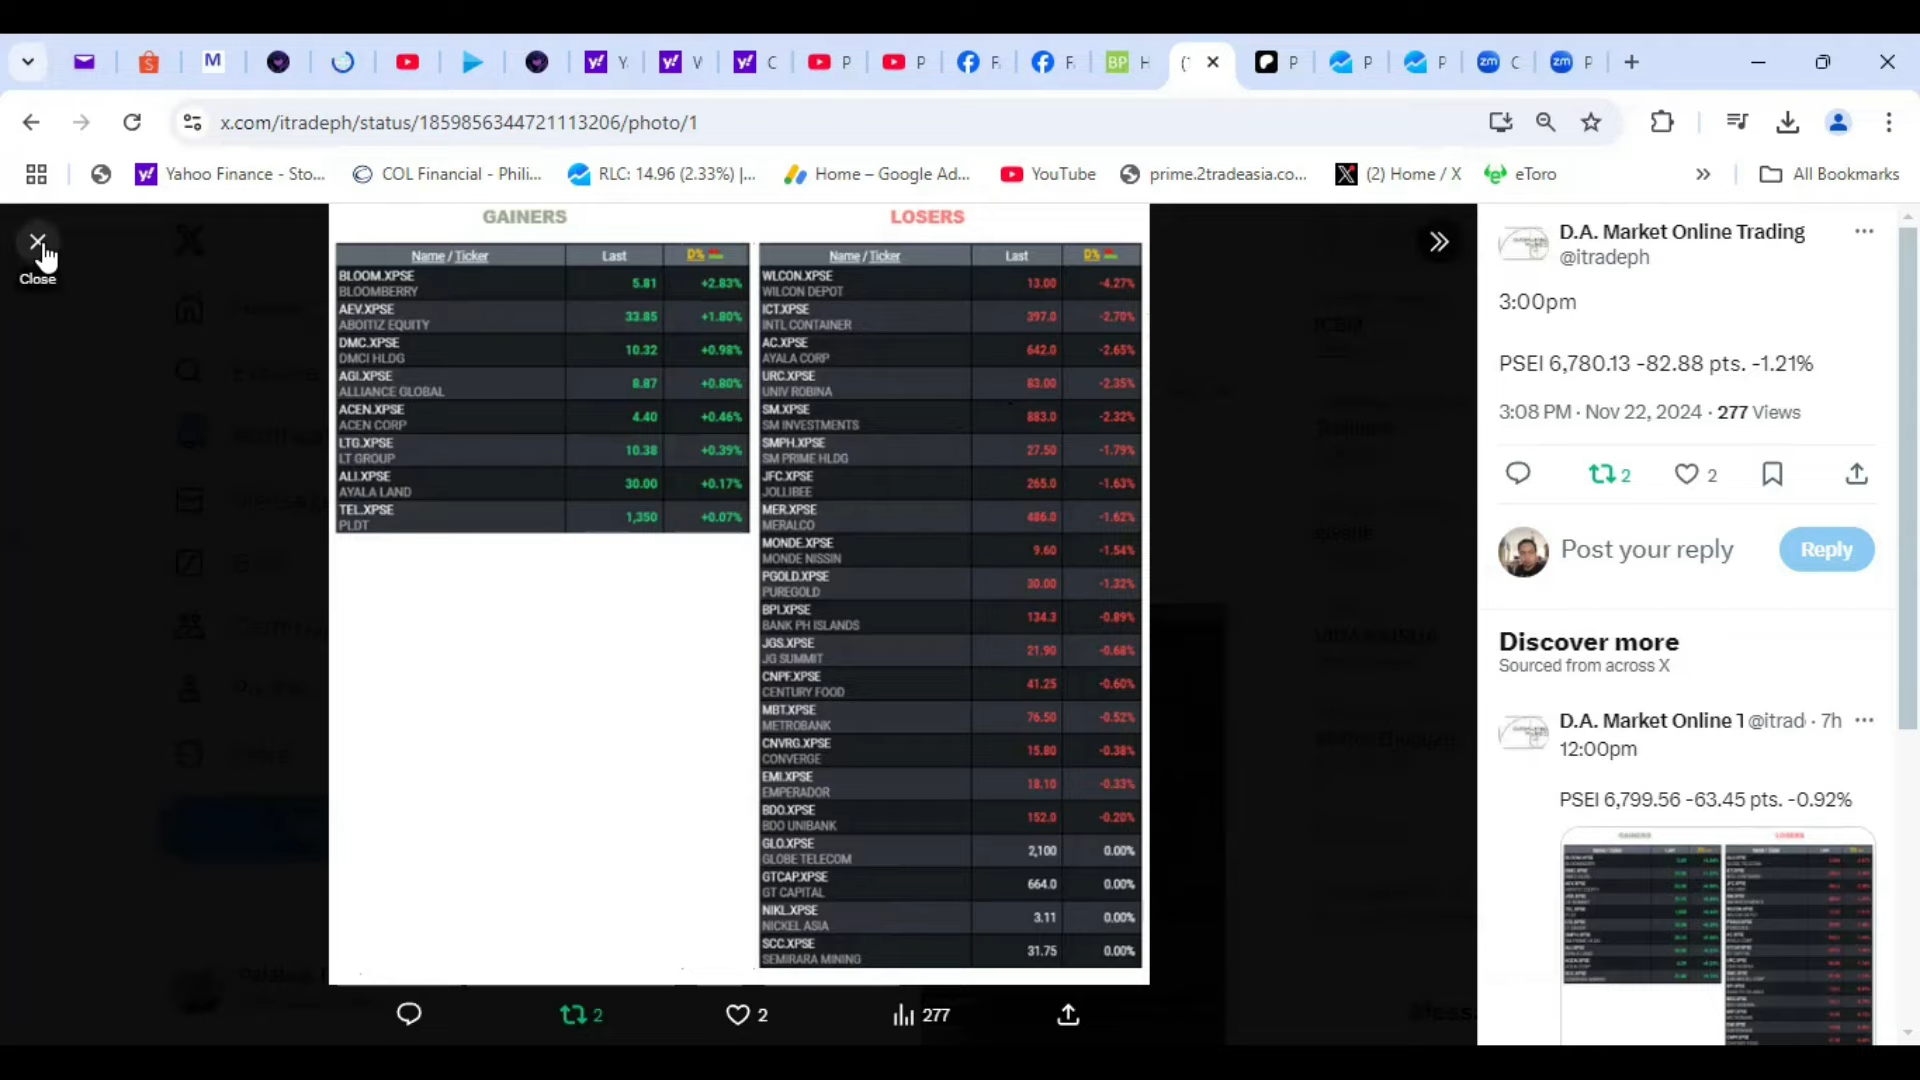 Y
V
C
P
P
F
F
BP H
(
P
P
P
zm C
zm P
x.com/itradeph/status/1859856344721113206/photo/1
Yahoo Finance - Sto...
COL Financial - Phili...
RLC: 14.96 (2.33%) |...
Home – Google Ad...
YouTube
prime.2tradeasia.co...
(2) Home / X
eToro
All Bookmarks
Close
GAINERS
Name / Ticker Last D%
BLOOM.XPSE
BLOOMBERRY
5.81 +2.83%
AEV.XPSE
ABOITIZ EQUITY
33.85 +1.80%
DMC.XPSE
DMCI HLDG
10.32 +0.98%
AGI.XPSE
ALLIANCE GLOBAL
8.87 +0.80%
ACEN.XPSE
ACEN CORP
4.40 +0.46%
LTG.XPSE
LT GROUP
10.38 +0.39%
ALI.XPSE
AYALA LAND
30.00 +0.17%
TEL.XPSE
PLDT
1,350 +0.07%
LOSERS
Name / Ticker Last D%
WLCON.XPSE
WILCON DEPOT
13.00 -4.27%
ICT.XPSE
INTL CONTAINER
397.0 -2.70%
AC.XPSE
AYALA CORP
642.0 -2.65%
URC.XPSE
UNIV ROBINA
83.00 -2.35%
SM.XPSE
SM INVESTMENTS
883.0 -2.32%
SMPH.XPSE
SM PRIME HLDG
27.50 -1.79%
JFC.XPSE
JOLLIBEE
265.0 -1.63%
MER.XPSE
MERALCO
486.0 -1.62%
MONDE.XPSE
MONDE NISSIN
9.60 -1.54%
PGOLD.XPSE
PUREGOLD
30.00 -1.32%
BPI.XPSE
BANK PH ISLANDS
134.3 -0.89%
JGS.XPSE
JG SUMMIT
21.90 -0.68%
CNPF.XPSE
CENTURY FOOD
41.25 -0.60%
MBT.XPSE
METROBANK
76.50 -0.52%
CNVRG.XPSE
CONVERGE
15.80 -0.38%
EMI.XPSE
EMPERADOR
18.10 -0.33%
BDO.XPSE
BDO UNIBANK
152.0 -0.20%
GLO.XPSE
GLOBE TELECOM
2,100 0.00%
GTCAP.XPSE
GT CAPITAL
664.0 0.00%
NIKL.XPSE
NICKEL ASIA
3.11 0.00%
SCC.XPSE
SEMIRARA MINING
31.75 0.00%
2
2
277
D.A. Market Online Trading
@itradeph
3:00pm
PSEI 6,780.13 -82.88 pts. -1.21%
3:08 PM · Nov 22, 2024 · 277 Views
2
2
Post your reply
Reply
Discover more
Sourced from across X
D.A. Market Online T @itrad · 7h
12:00pm
PSEI 6,799.56 -63.45 pts. -0.92%
GAINERS
LOSERS